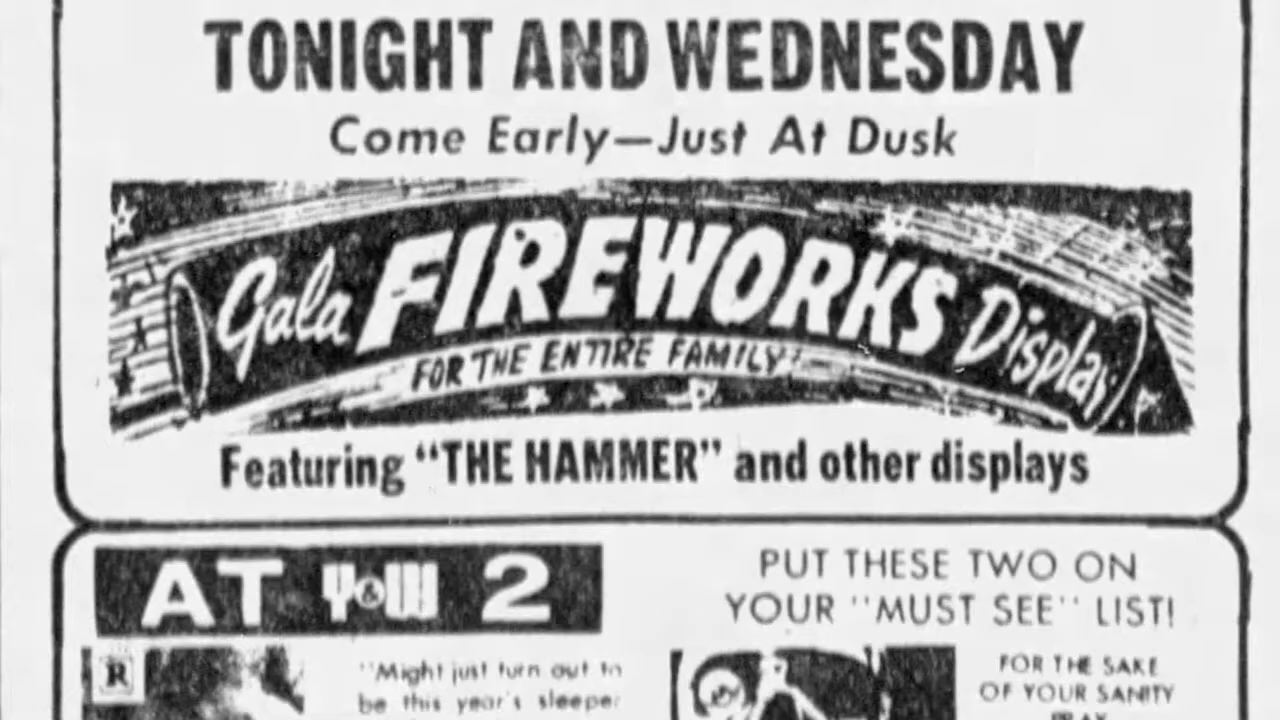 TONIGHT AND WEDNESDAY
Come Early—Just At Dusk
Gala FIREWORKS Display
FOR THE ENTIRE FAMILY!
Featuring "THE HAMMER" and other displays
AT Y&W 2
PUT THESE TWO ON
YOUR "MUST SEE" LIST!
R
"Might just turn out to
be this year's sleeper
FOR THE SAKE
OF YOUR SANITY
PRAY